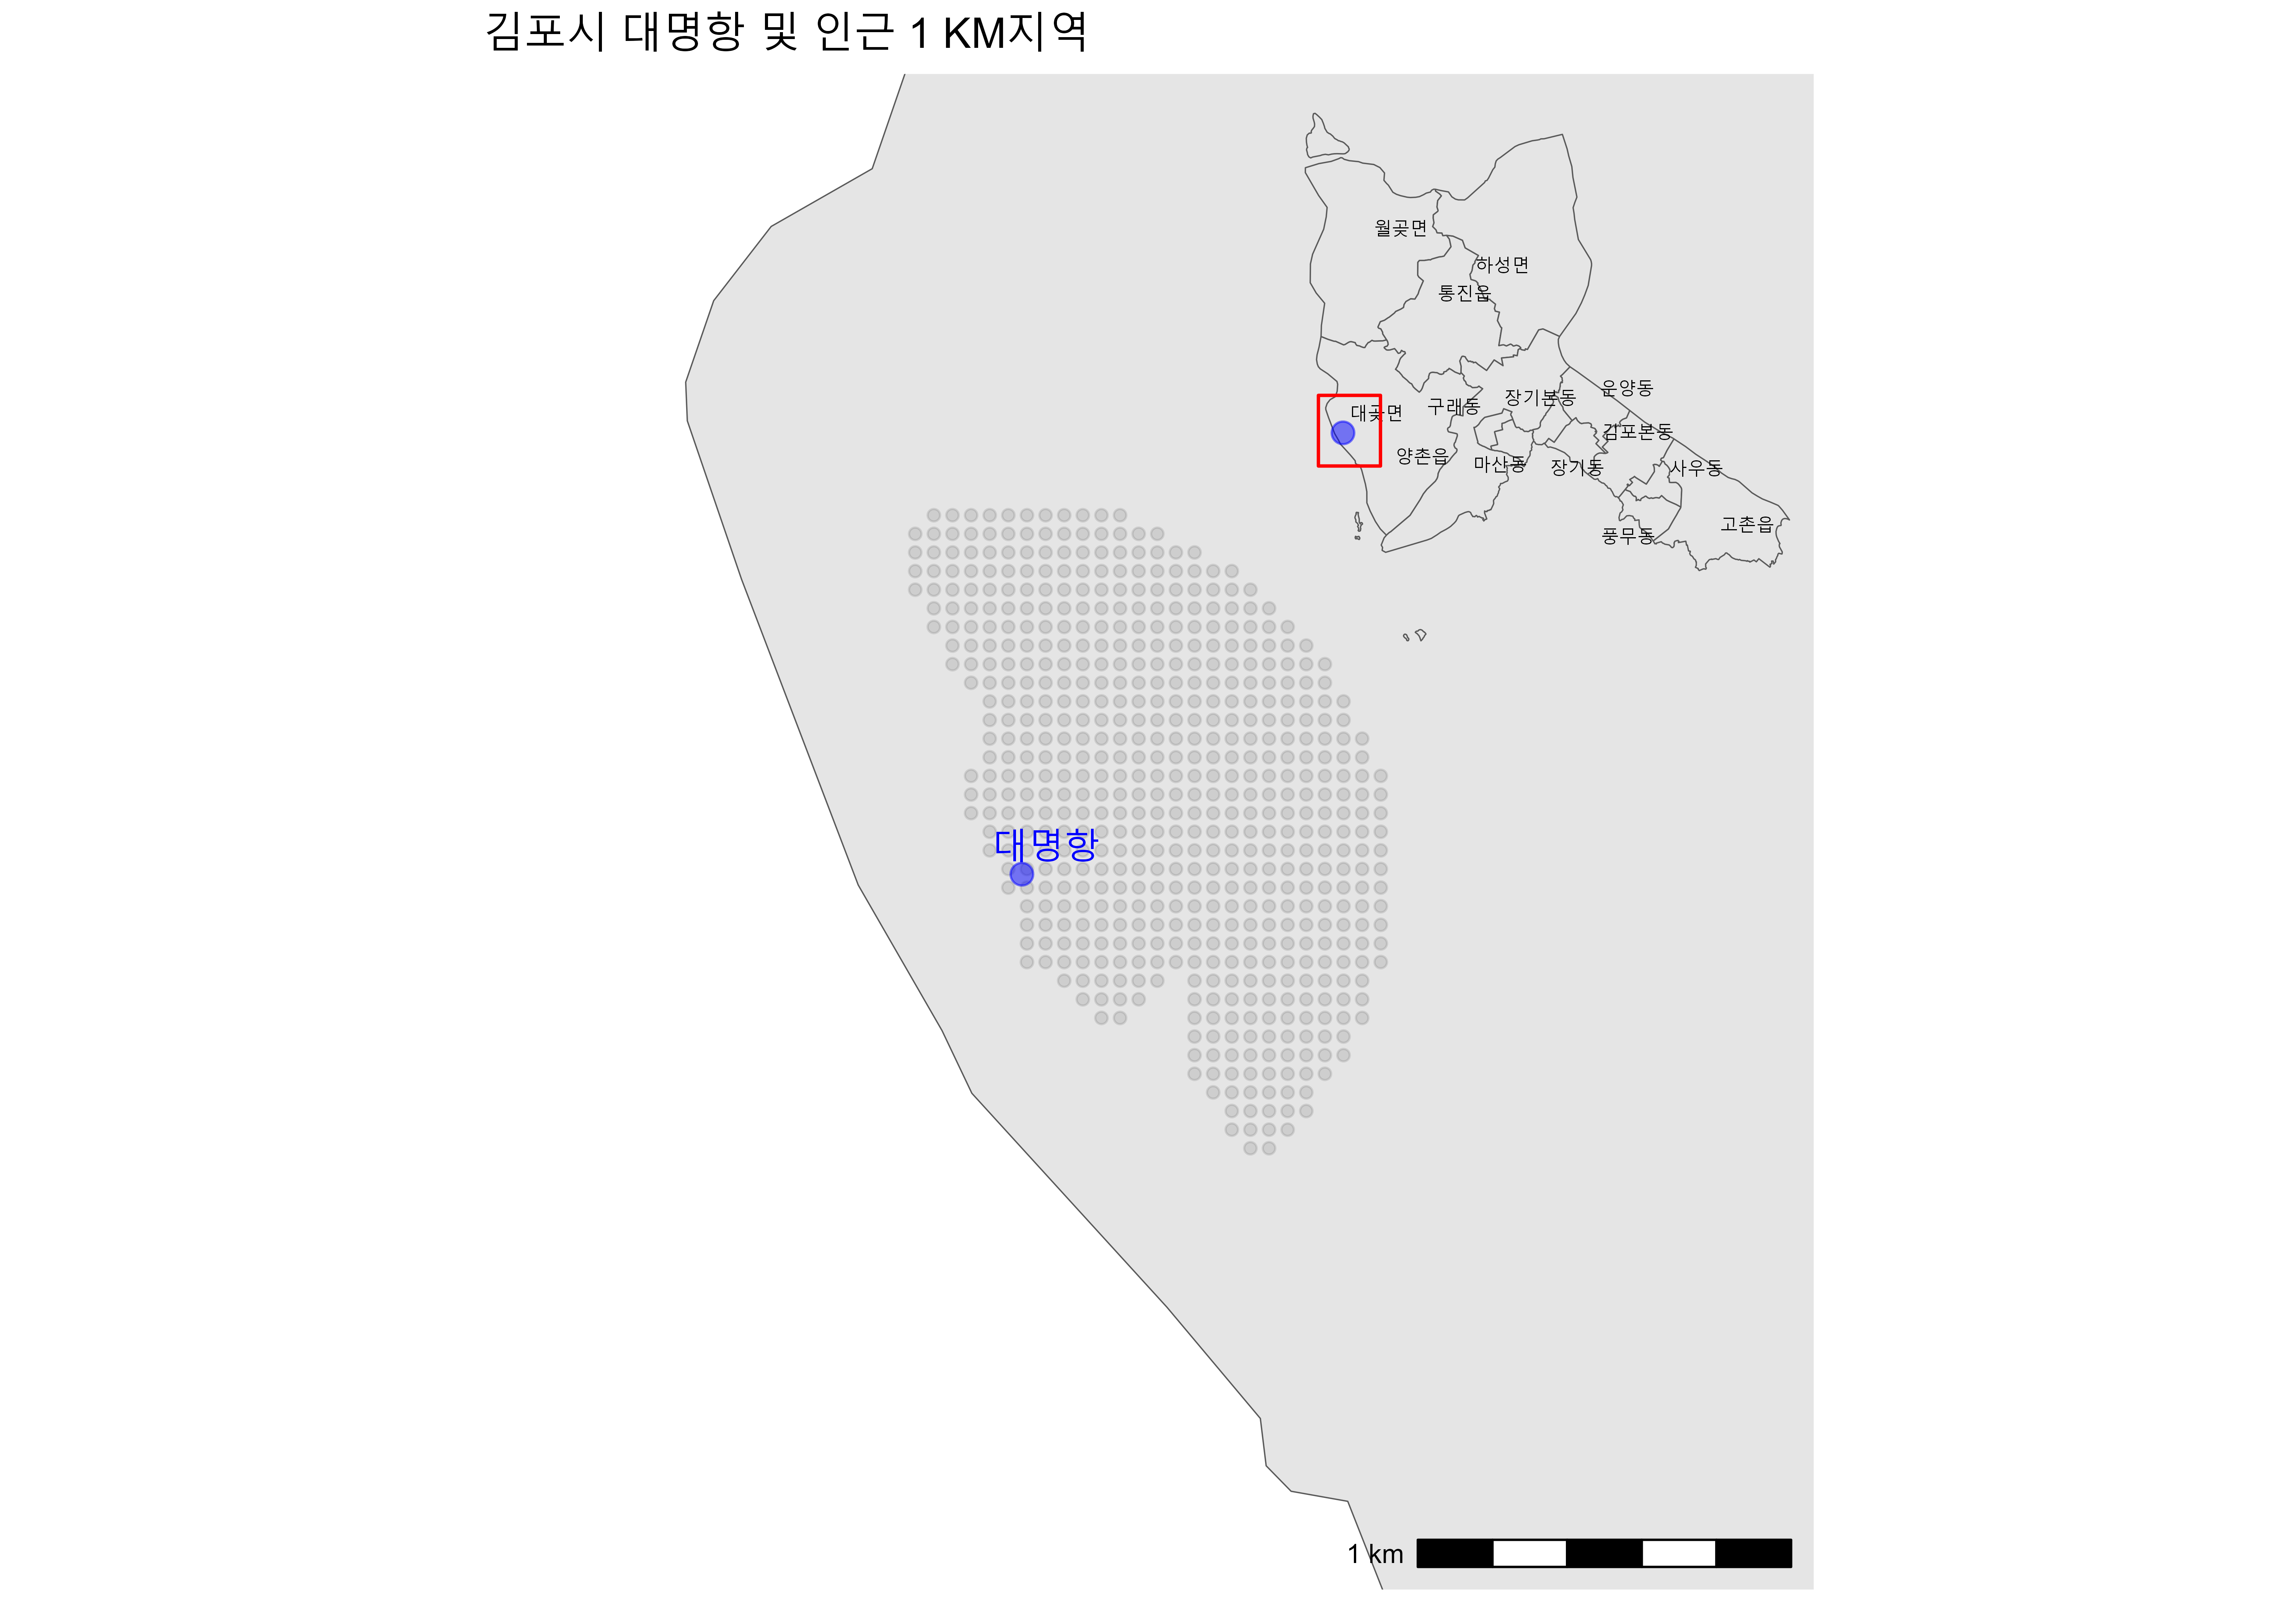 김포시 대명항 및 인근 1 KM지역
월곶면
하성면
통진읍
운양동
장기본동
구래동
대곶면
김포본동
양촌읍
마산동
장기동
사우동
고촌읍
풍무동
대명항
1 km